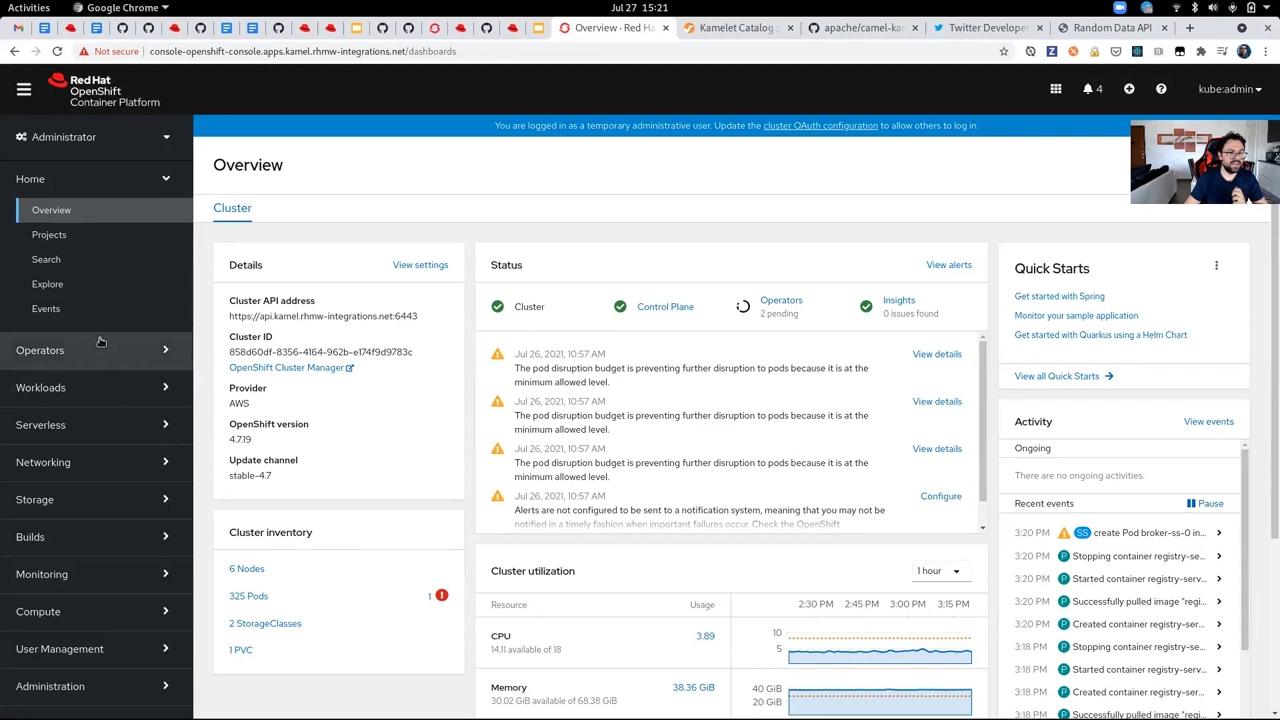 Activities
Google Chrome
Jul 27 15:21
Overview · Red H
Kamelet Catalog ::
apache/camel-ka
Twitter Develope
Random Data API
Not secure
console-openshift-console.apps.kamel.rhmw-integrations.net/dashboards
Red Hat
OpenShift
Container Platform
4
kube:admin
You are logged in as a temporary administrative user. Update the cluster OAuth configuration to allow others to log in.
Administrator
Home
Overview
Projects
Search
Explore
Events
Operators
Workloads
Serverless
Networking
Storage
Builds
Monitoring
Compute
User Management
Administration
Overview
Cluster
Details
View settings
Cluster API address
https://api.kamel.rhmw-integrations.net:6443
Cluster ID
858d60df-8356-4164-962b-e174f9d9783c
OpenShift Cluster Manager
Provider
AWS
OpenShift version
4.7.19
Update channel
stable-4.7
Cluster inventory
6 Nodes
325 Pods
1
2 StorageClasses
1 PVC
Status
View alerts
Cluster
Control Plane
Operators
2 pending
Insights
0 issues found
Jul 26, 2021, 10:57 AM
View details
The pod disruption budget is preventing further disruption to pods because it is at the
minimum allowed level.
Jul 26, 2021, 10:57 AM
View details
The pod disruption budget is preventing further disruption to pods because it is at the
minimum allowed level.
Jul 26, 2021, 10:57 AM
View details
The pod disruption budget is preventing further disruption to pods because it is at the
minimum allowed level.
Jul 26, 2021, 10:57 AM
Configure
Alerts are not configured to be sent to a notification system, meaning that you may not be
notified in a timely fashion when important failures occur. Check the OpenShift
Cluster utilization
1 hour
Resource
Usage
2:30 PM 2:45 PM 3:00 PM 3:15 PM
CPU
3.89
14.11 available of 18
10
5
Memory
38.36 GiB
30.02 GiB available of 68.38 GiB
40 GiB
20 GiB
Quick Starts
Get started with Spring
Monitor your sample application
Get started with Quarkus using a Helm Chart
View all Quick Starts
Activity
View events
Ongoing
There are no ongoing activities.
Recent events
Pause
3:20 PM SS create Pod broker-ss-0 in...
3:20 PM P Stopping container registry-se...
3:20 PM P Started container registry-serv...
3:20 PM P Successfully pulled image "regi...
3:20 PM P Created container registry-ser...
3:18 PM P Stopping container registry-se...
3:18 PM P Started container registry-serv...
3:18 PM P Created container registry-ser...
3:18 PM P Successfully pulled image "regi...